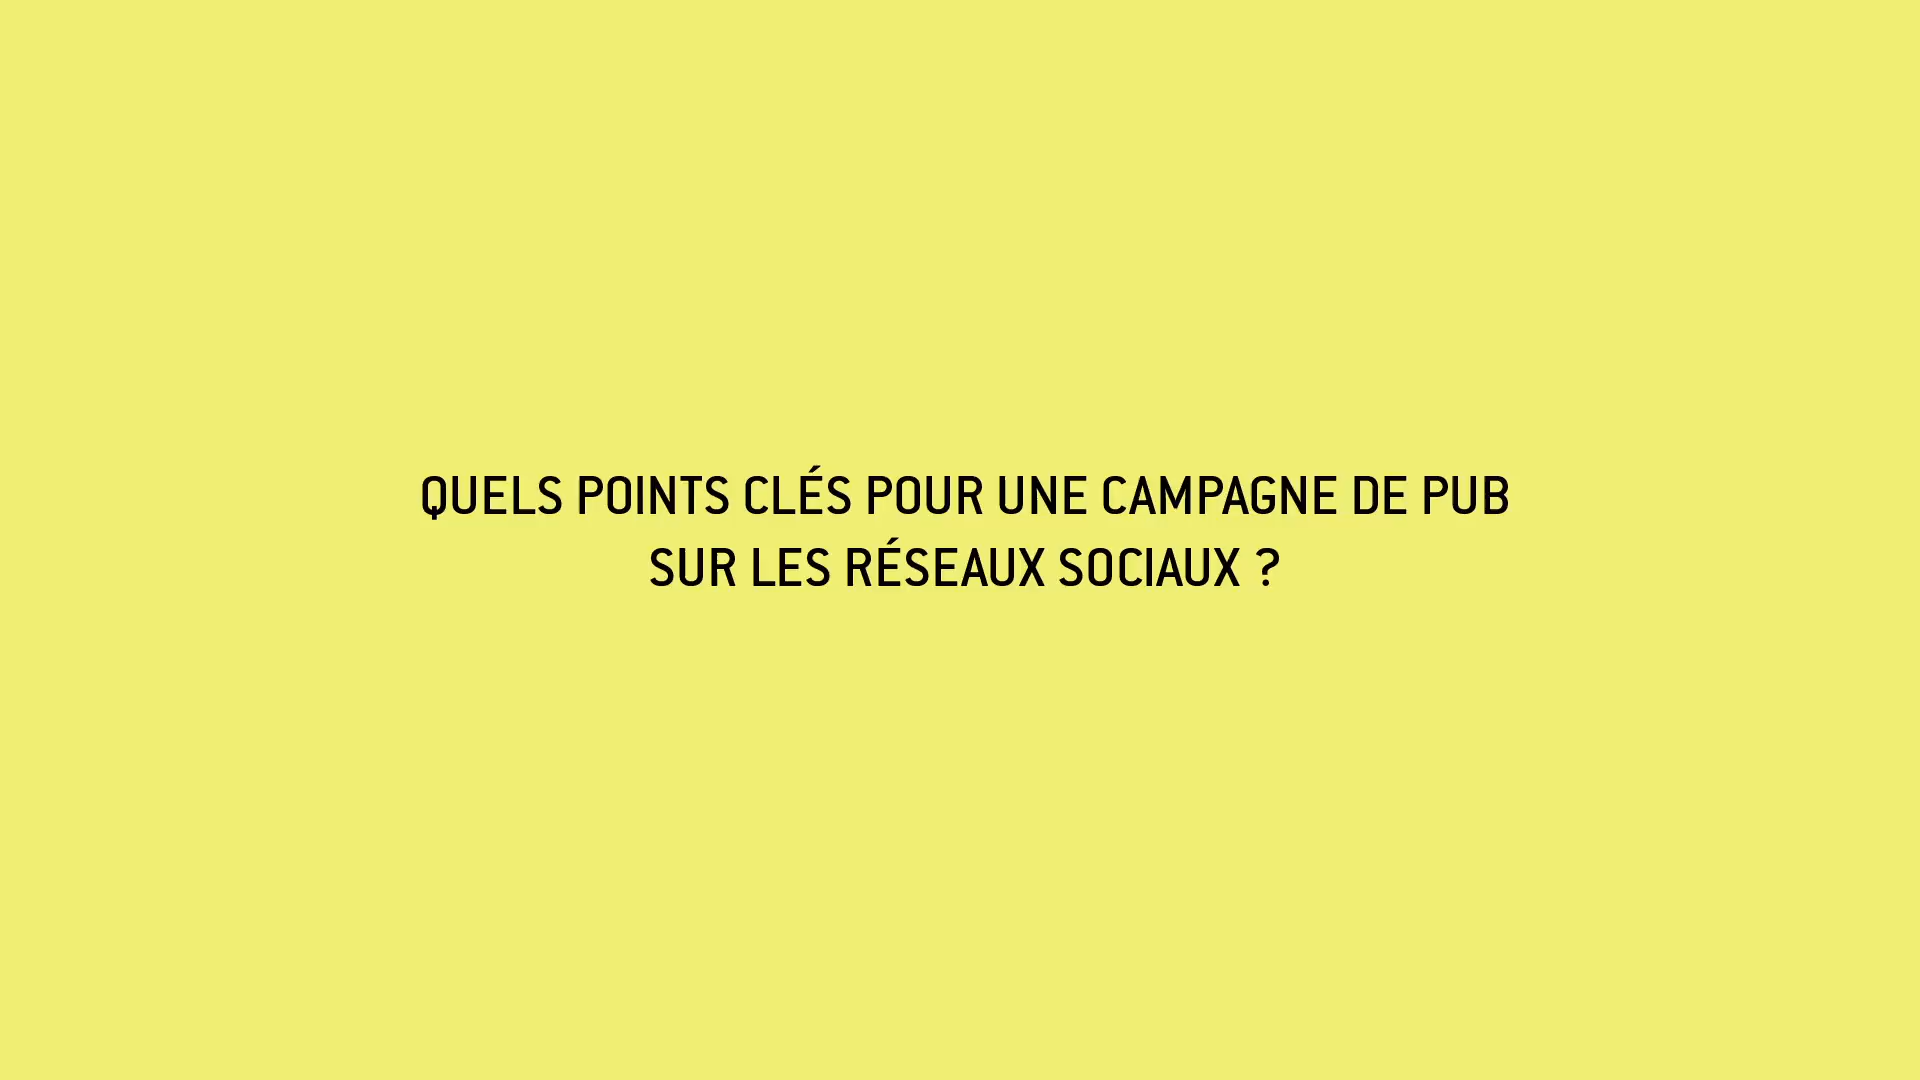 QUELS POINTS CLÉS POUR UNE CAMPAGNE DE PUB
SUR LES RÉSEAUX SOCIAUX ?